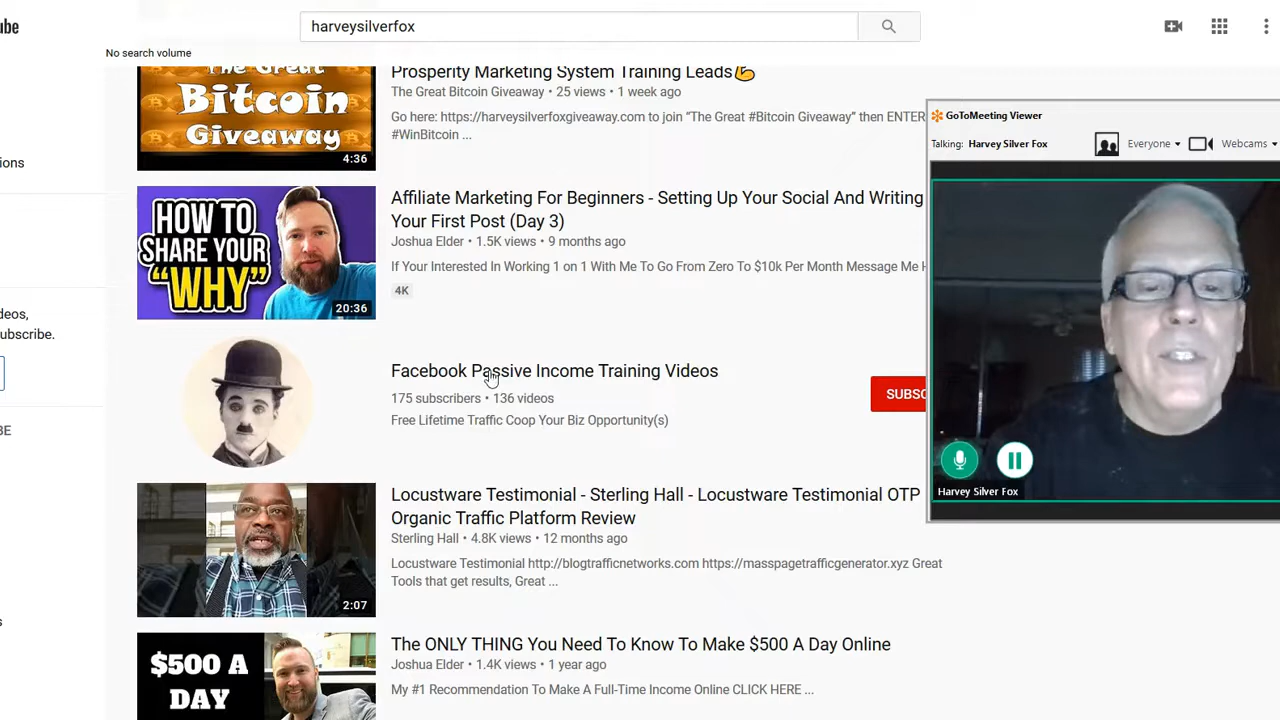 ube
harveysilverfox
No search volume
The Great
Bitcoin
Giveaway
4:36
Prosperity Marketing System Training Leads💪
The Great Bitcoin Giveaway • 25 views • 1 week ago
Go here: https://harveysilverfoxgiveaway.com to join "The Great #Bitcoin Giveaway" then ENTER
#WinBitcoin ...
ions
HOW TO
SHARE YOUR
"WHY"
20:36
Affiliate Marketing For Beginners - Setting Up Your Social And Writing
Your First Post (Day 3)
Joshua Elder • 1.5K views • 9 months ago
If Your Interested In Working 1 on 1 With Me To Go From Zero To $10k Per Month Message Me H
4K
deos,
ubscribe.
Facebook Passive Income Training Videos
175 subscribers • 136 videos
Free Lifetime Traffic Coop Your Biz Opportunity(s)
SUBSC
BE
2:07
Locustware Testimonial - Sterling Hall - Locustware Testimonial OTP
Organic Traffic Platform Review
Sterling Hall • 4.8K views • 12 months ago
Locustware Testimonial http://blogtrafficnetworks.com https://masspagetrafficgenerator.xyz Great
Tools that get results, Great ...
s
$500 A
DAY
The ONLY THING You Need To Know To Make $500 A Day Online
Joshua Elder • 1.4K views • 1 year ago
My #1 Recommendation To Make A Full-Time Income Online CLICK HERE ...
GoToMeeting Viewer
Talking: Harvey Silver Fox
Everyone
Webcams
Harvey Silver Fox